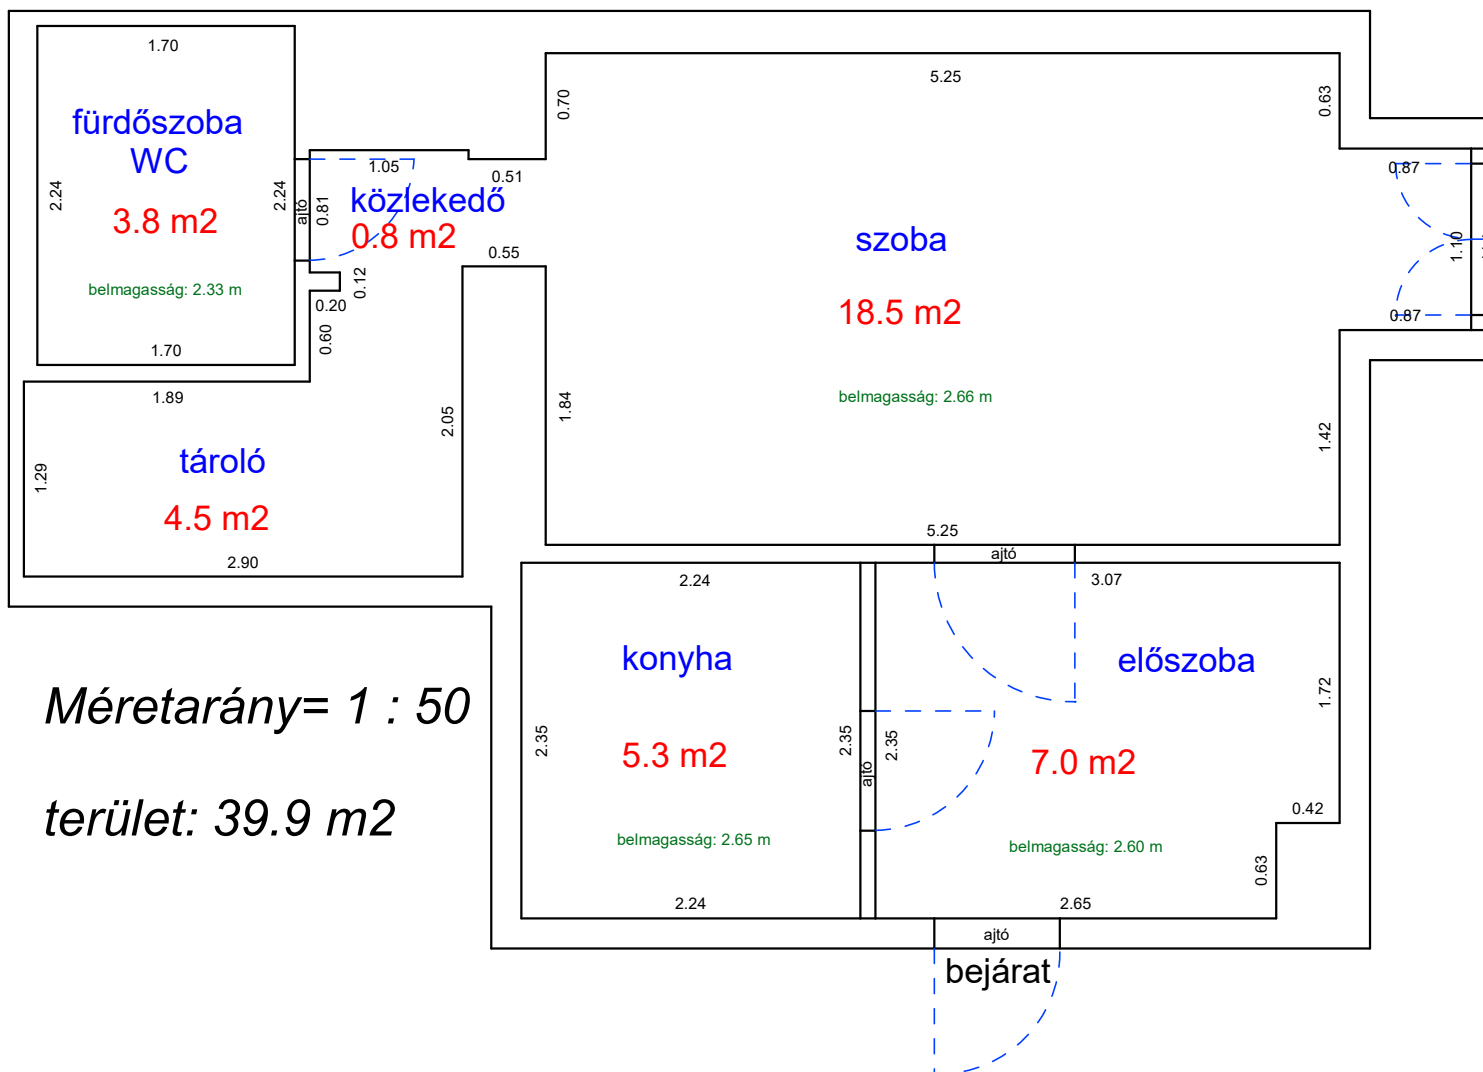 1.70
5.25
0.70
0.63
fürdőszoba
WC
2.24
2.24
3.8 m2
belmagasság: 2.33 m
1.70
ajtó
0.81
1.05
0.51
közlekedő
0.8 m2
0.55
0.12
0.20
0.60
szoba
18.5 m2
belmagasság: 2.66 m
0.87
1.10
0.87
1.84
1.42
5.25
ajtó
1.89
2.05
tároló
1.29
4.5 m2
2.90
2.24
3.07
konyha
előszoba
1.72
2.35
2.35
2.35
ajtó
5.3 m2
7.0 m2
0.42
belmagasság: 2.65 m
belmagasság: 2.60 m
0.63
2.24
2.65
ajtó
bejárat
Méretarány= 1 : 50
terület: 39.9 m2